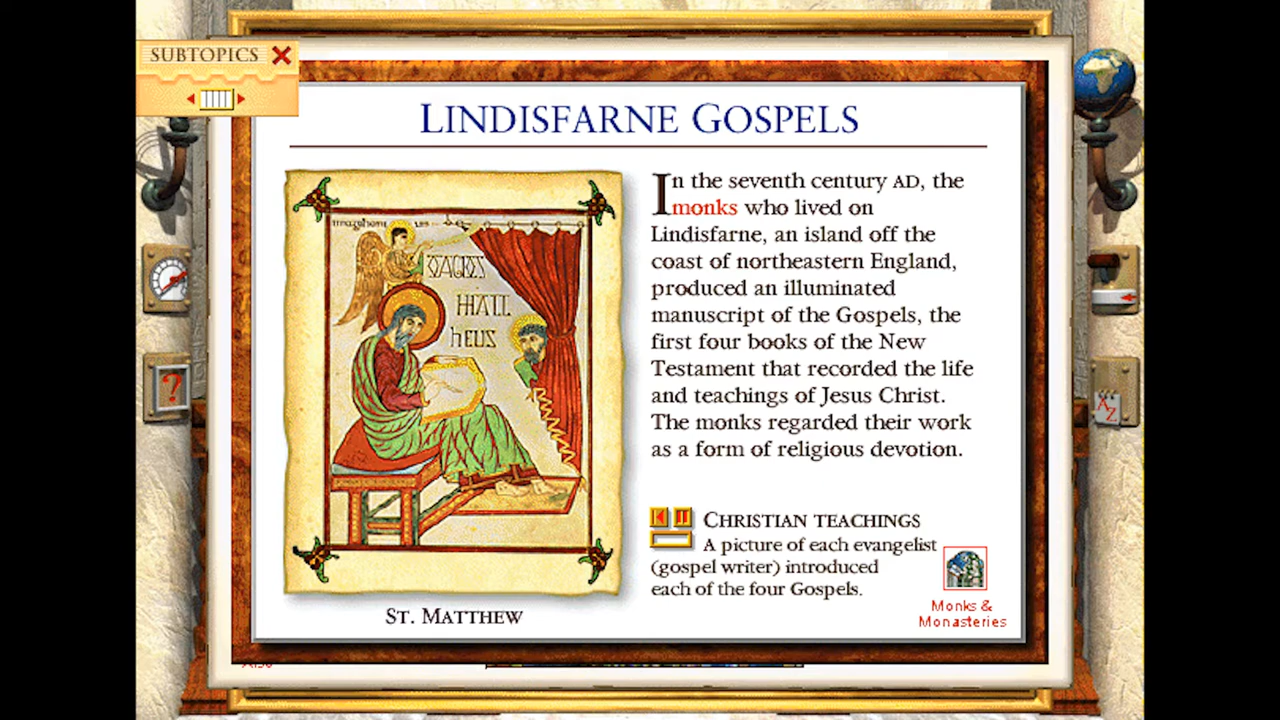 SUBTOPICS
LINDISFARNE GOSPELS
In the seventh century AD, the
monks who lived on
Lindisfarne, an island off the
coast of northeastern England,
produced an illuminated
manuscript of the Gospels, the
first four books of the New
Testament that recorded the life
and teachings of Jesus Christ.
The monks regarded their work
as a form of religious devotion.
CHRISTIAN TEACHINGS
A picture of each evangelist
(gospel writer) introduced
each of the four Gospels.
Monks &
Monasteries
ST. MATTHEW
?
A
Z